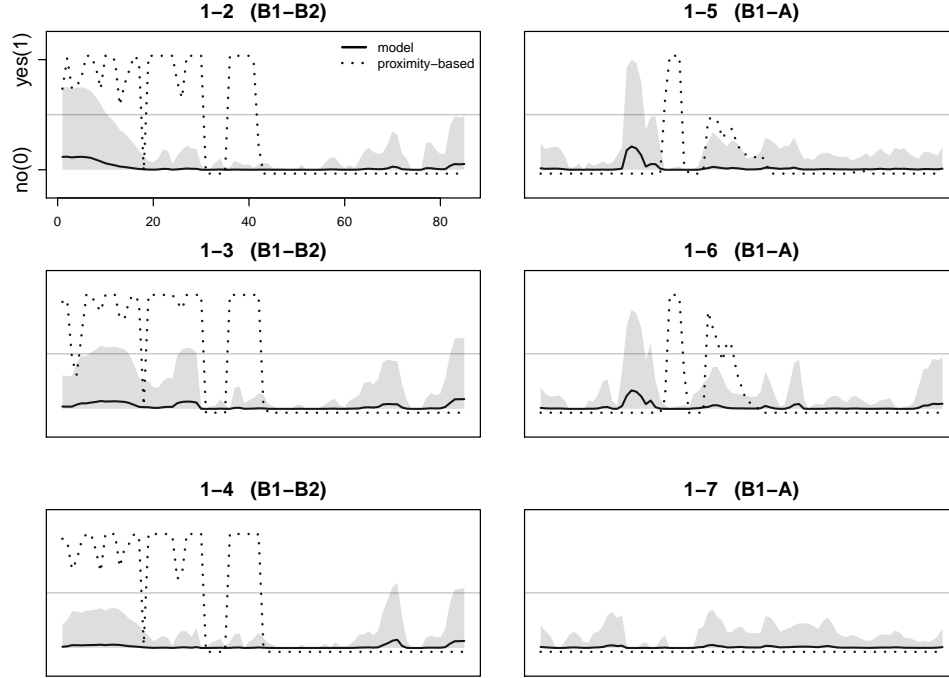 1−2 (B1−B2)
1−5 (B1−A)
yes(1)
no(0)
model
proximity−based
0 20 40 60 80
1−3 (B1−B2)
1−6 (B1−A)
1−4 (B1−B2)
1−7 (B1−A)